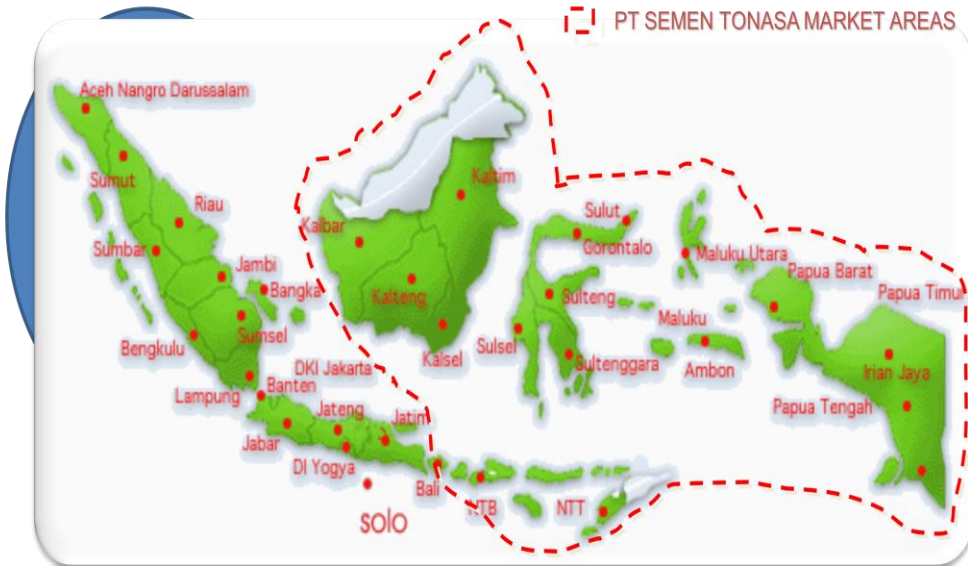 PT SEMEN TONASA MARKET AREAS
Aceh Nangro Darussalam
Sumut
Riau
Sumbar
Jambi
Bangka
Sumsel
Bengkulu
Lampung
Banten
DKI Jakarta
Jabar
Jateng
Jatim
DI Yogya
solo
Bali
NTB
NTT
Kalbar
Kaltim
Kalteng
Kalsel
Sulut
Gorontalo
Sulteng
Sulsel
Sultenggara
Maluku Utara
Maluku
Ambon
Papua Barat
Papua Timur
Irian Jaya
Papua Tengah